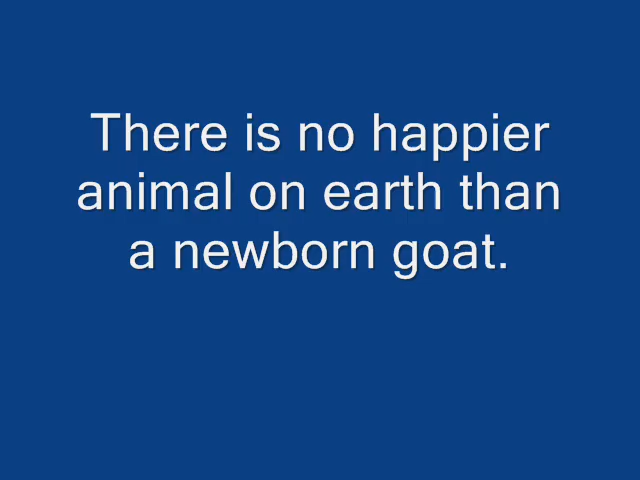 There is no happier
animal on earth than
a newborn goat.